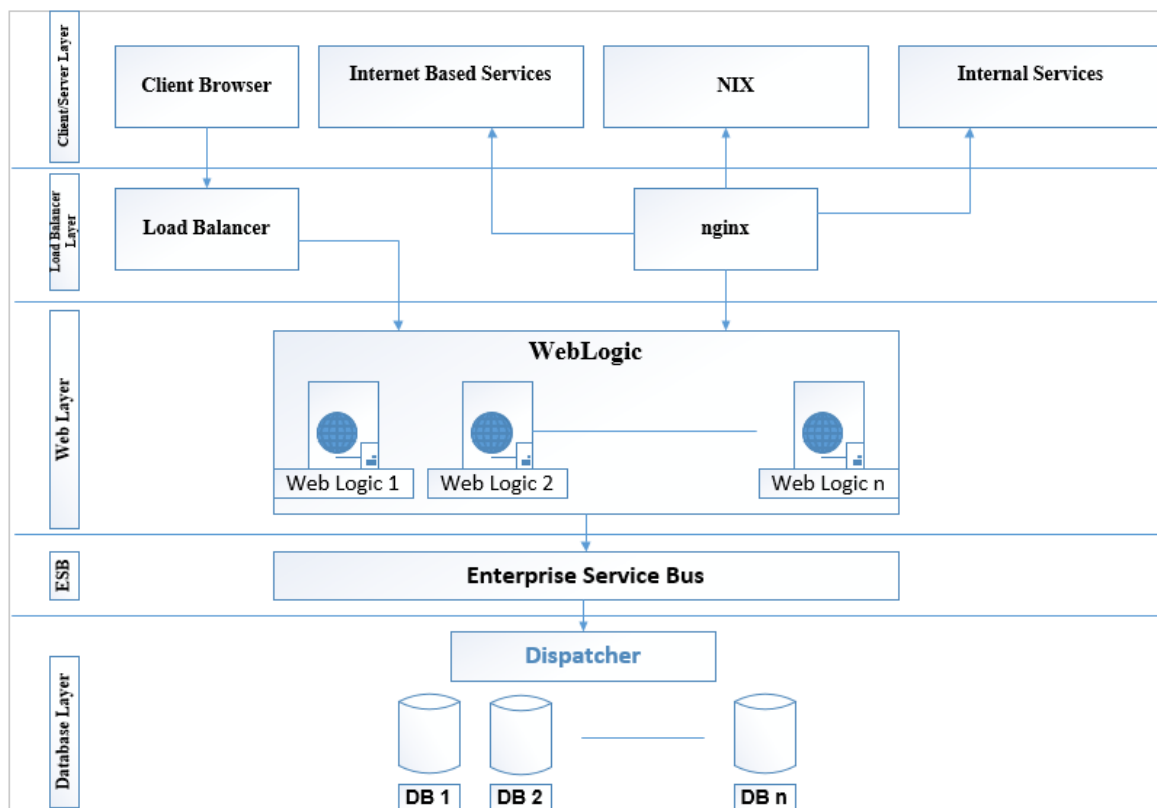 Client/Server Layer
Client Browser
Internet Based Services
NIX
Internal Services
Load Balancer
Layer
Load Balancer
nginx
Web Layer
WebLogic
Web Logic 1
Web Logic 2
Web Logic n
ESB
Enterprise Service Bus
Database Layer
Dispatcher
DB 1
DB 2
DB n